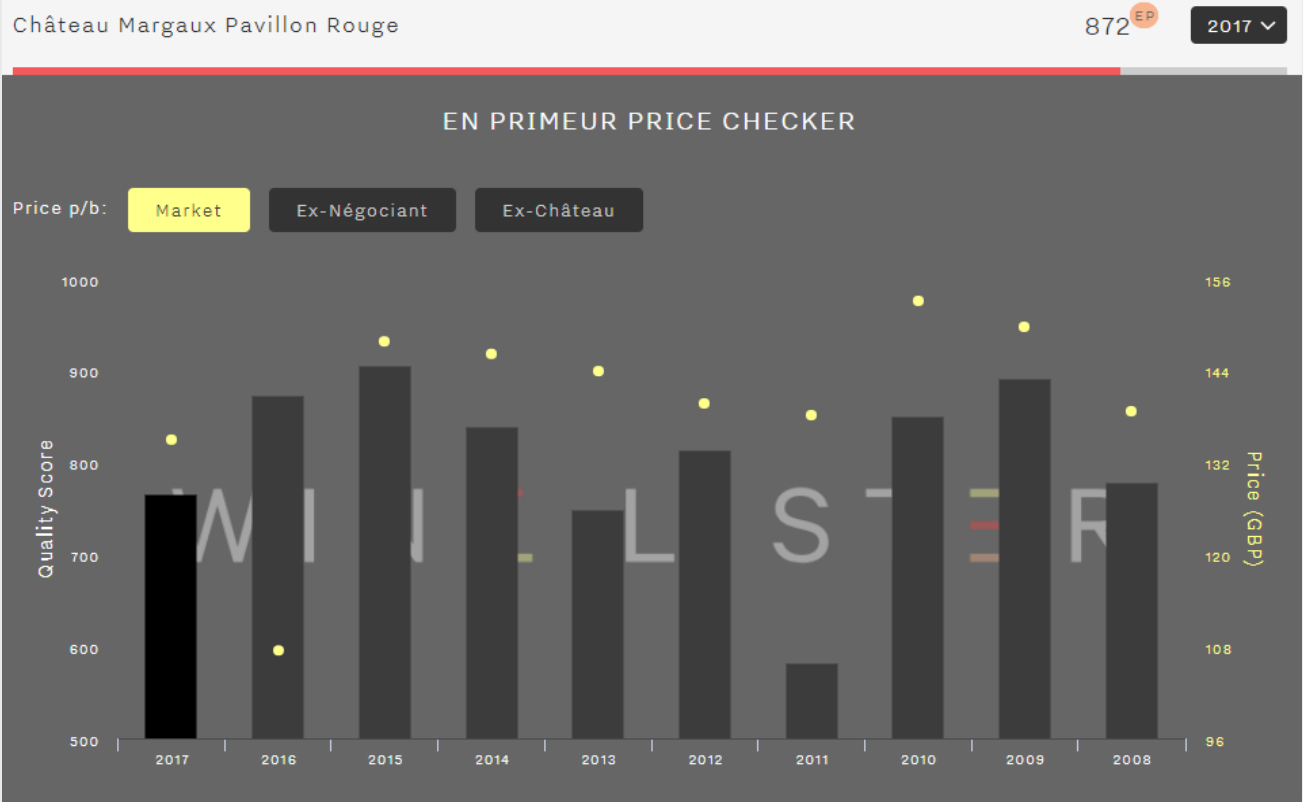 Château Margaux Pavillon Rouge
872 EP
2017
EN PRIMEUR PRICE CHECKER
Price p/b:
Market
Ex-Négociant
Ex-Château
1000
900
800
700
600
500
Quality Score
156
144
132
120
108
96
Price (GBP)
WINE LISTER
2017 2016 2015 2014 2013 2012 2011 2010 2009 2008